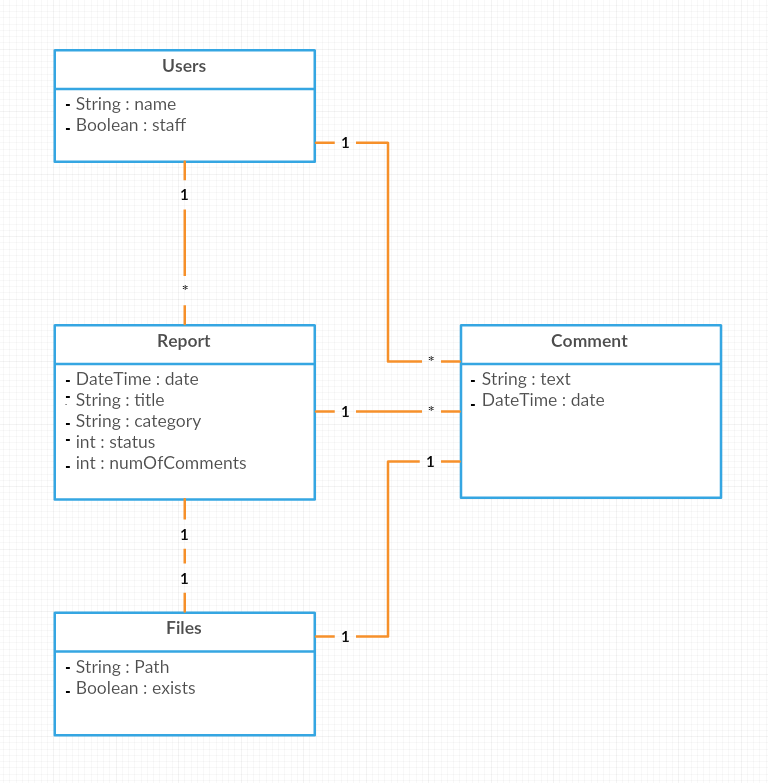 Users
- String : name
- Boolean : staff
1
1
*
Report
- DateTime : date
- String : title
- String : category
- int : status
- int : numOfComments
*
1
*
1
Comment
- String : text
- DateTime : date
1
1
Files
- String : Path
- Boolean : exists
1